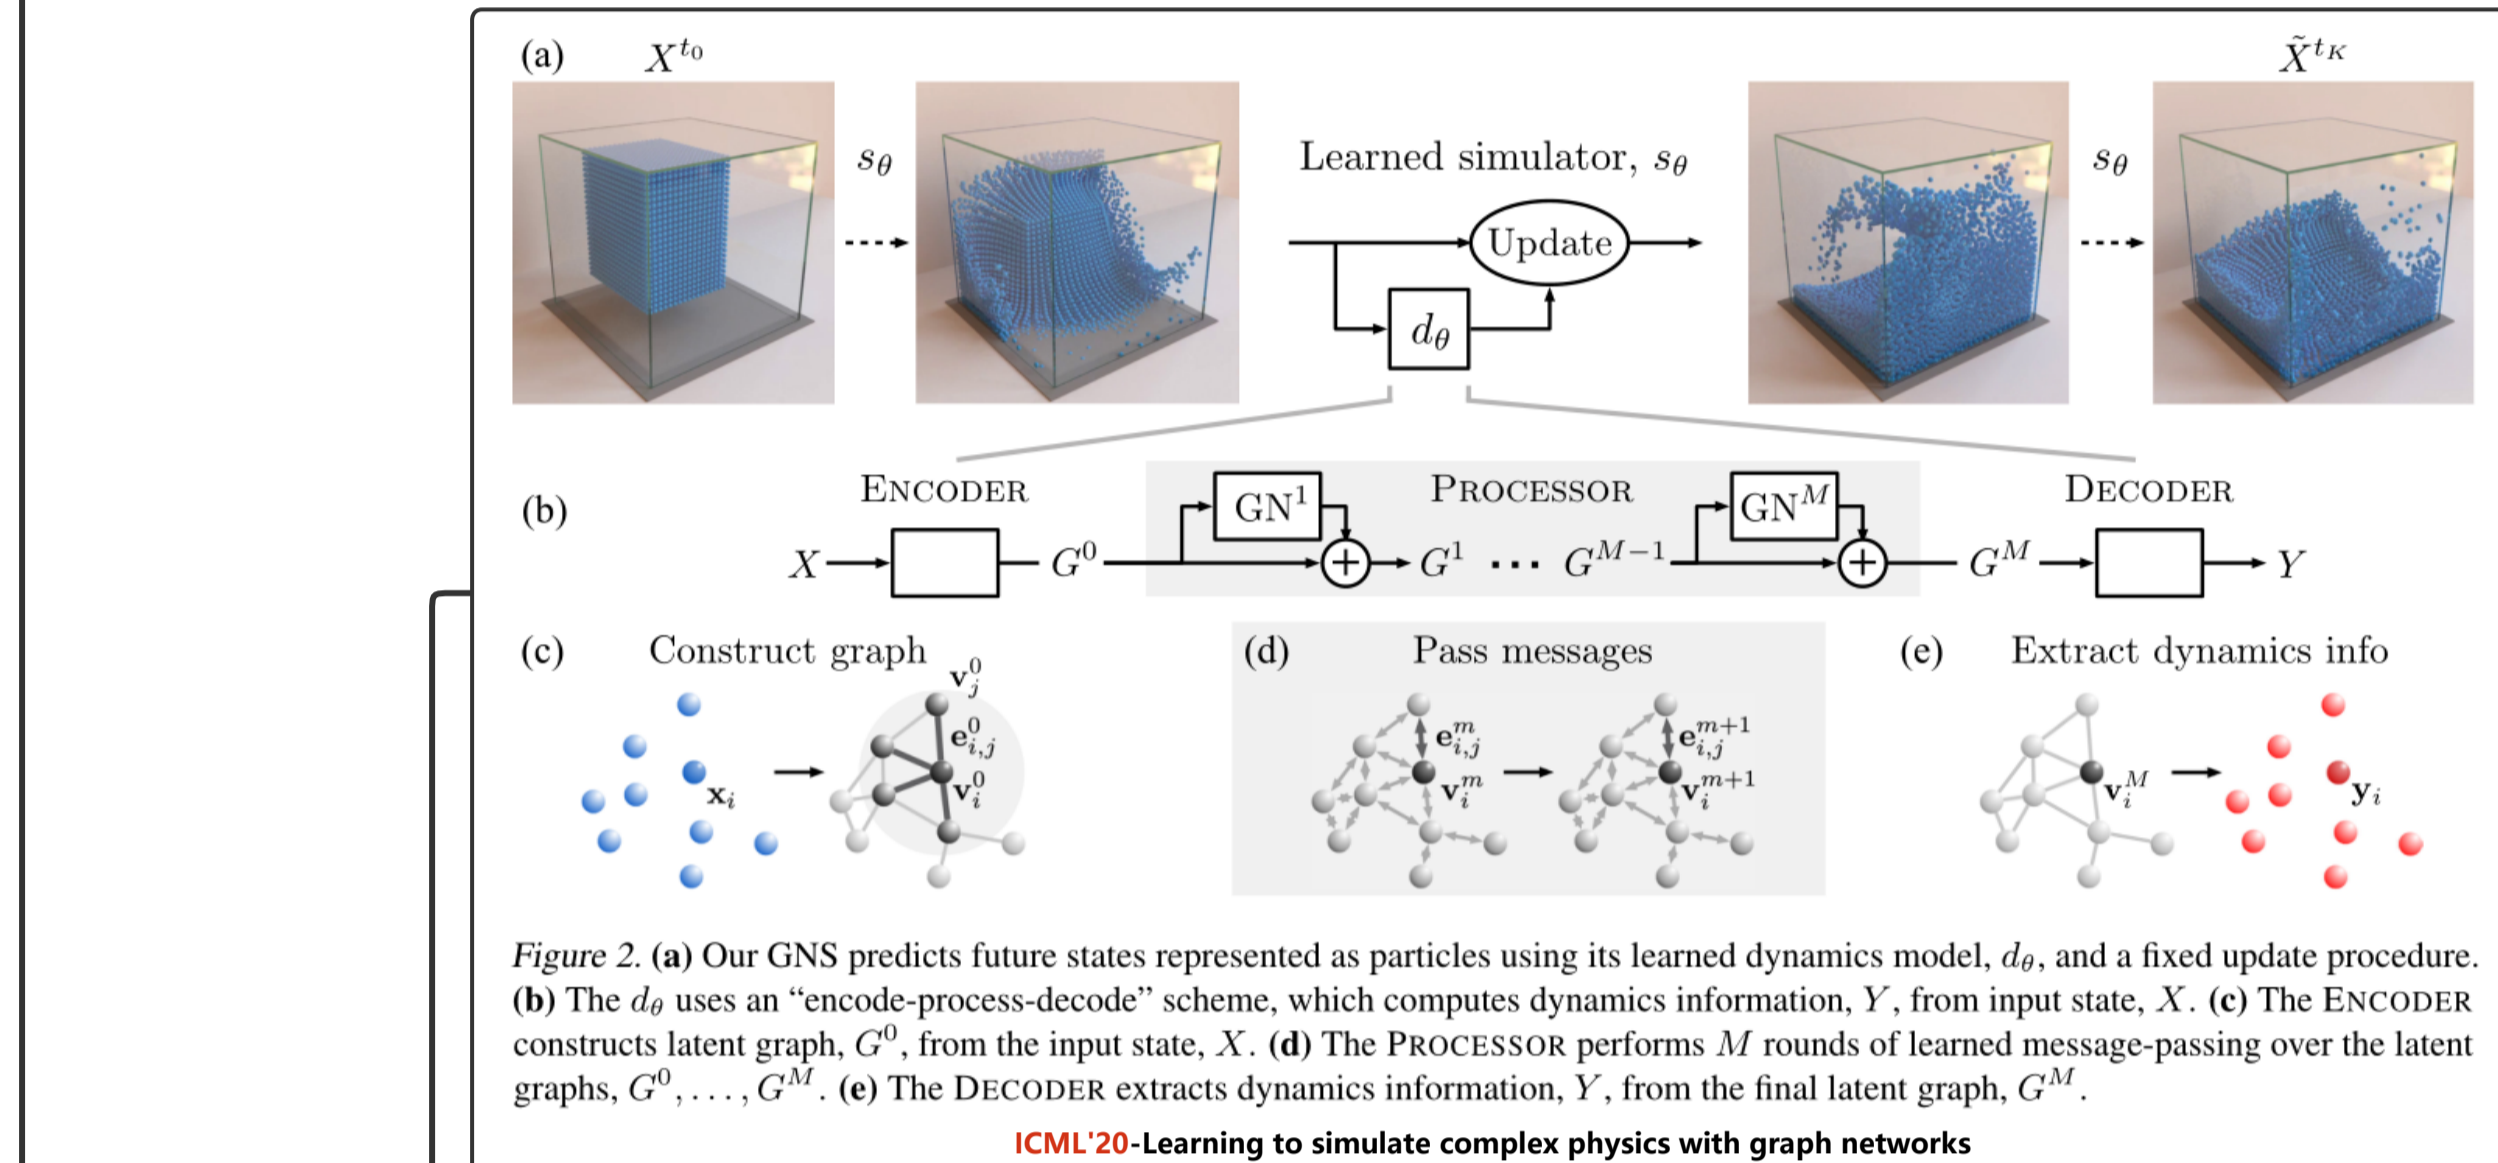 (a) X^{t_0} X̃^{t_K}
s_θ Learned simulator, s_θ s_θ
Update
d_θ
ENCODER GN^1 PROCESSOR GN^M DECODER
(b) X G^0 + G^1 ... G^{M-1} + G^M Y
(c) Construct graph
v_j^0
e_{i,j}^0
x_i v_i^0
(d) Pass messages
e_{i,j}^m e_{i,j}^{m+1}
v_i^m v_i^{m+1}
(e) Extract dynamics info
v_i^M y_i
Figure 2. (a) Our GNS predicts future states represented as particles using its learned dynamics model, d_θ, and a fixed update procedure.
(b) The d_θ uses an “encode-process-decode” scheme, which computes dynamics information, Y, from input state, X. (c) The ENCODER
constructs latent graph, G^0, from the input state, X. (d) The PROCESSOR performs M rounds of learned message-passing over the latent
graphs, G^0, . . . , G^M. (e) The DECODER extracts dynamics information, Y, from the final latent graph, G^M.
ICML'20-Learning to simulate complex physics with graph networks